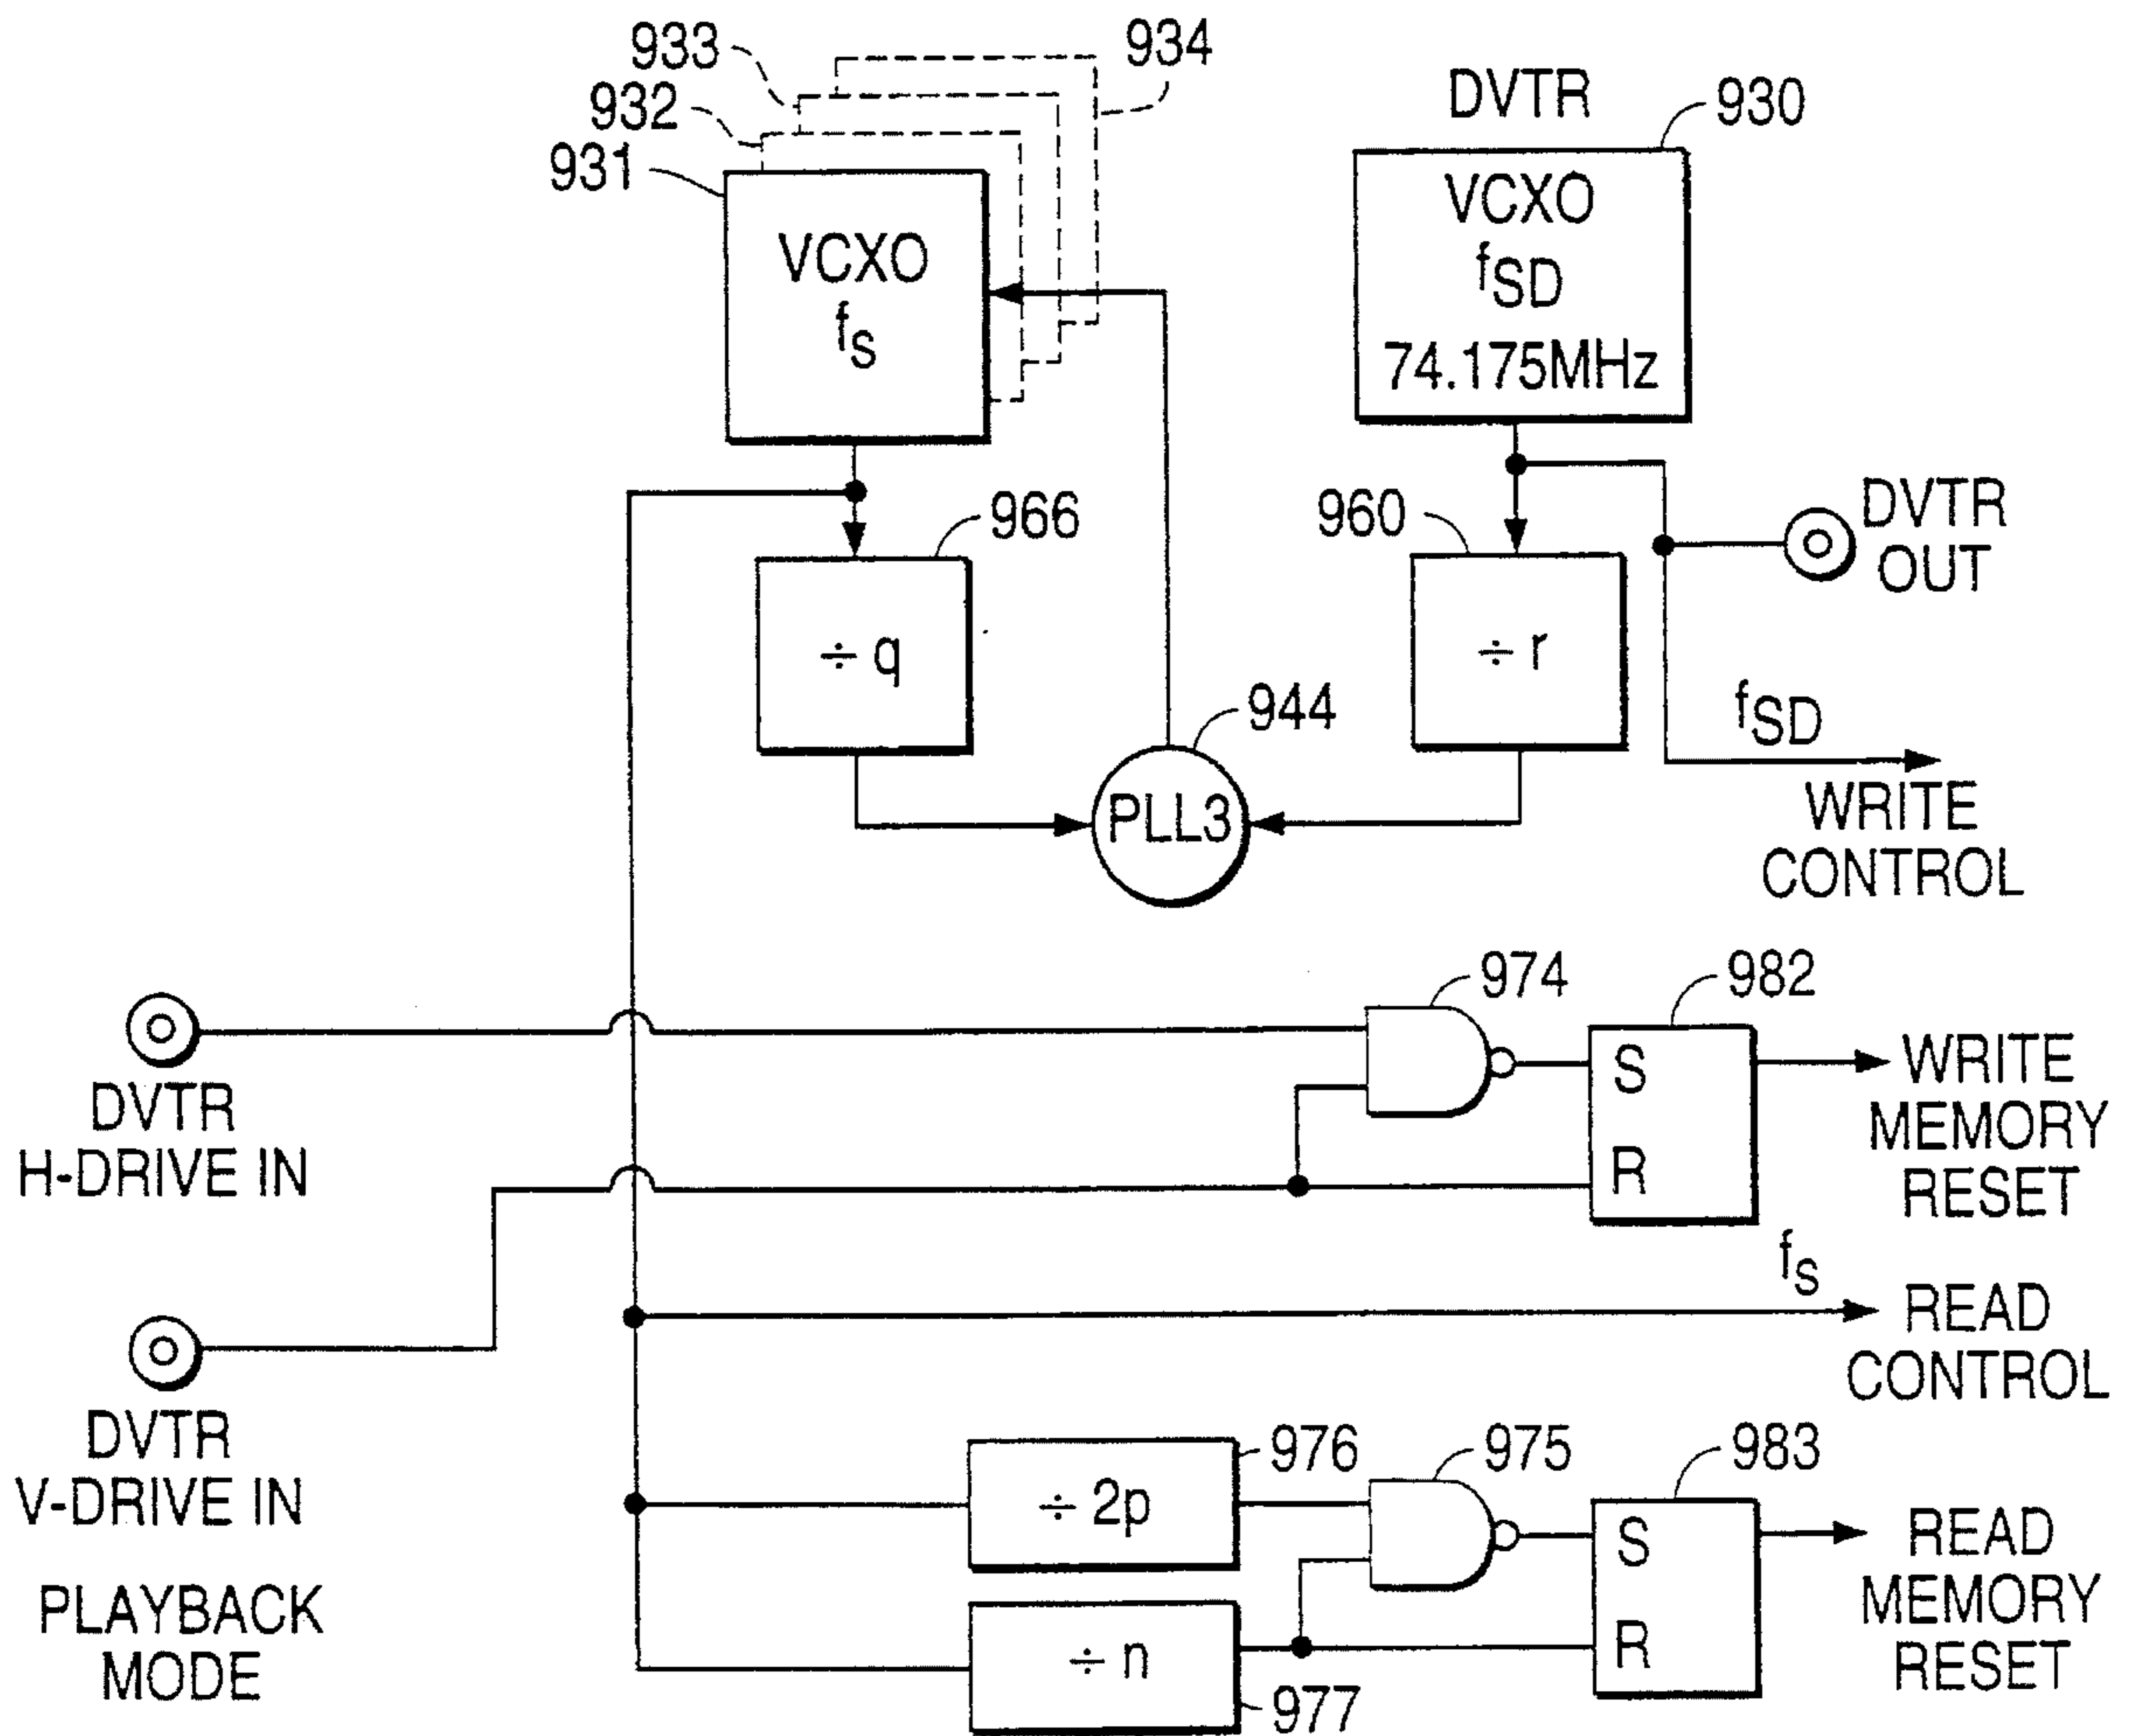 933
934
932
931
DVTR
930
VCXO
fS
VCXO
fSD
74.175MHz
966
960
DVTR
OUT
÷ q
÷ r
944
PLL3
fSD
WRITE
CONTROL
974
982
DVTR
H-DRIVE IN
S
R
WRITE
MEMORY
RESET
fS
READ
CONTROL
DVTR
V-DRIVE IN
976
975
983
÷ 2p
S
R
READ
MEMORY
RESET
PLAYBACK
MODE
÷ n
977